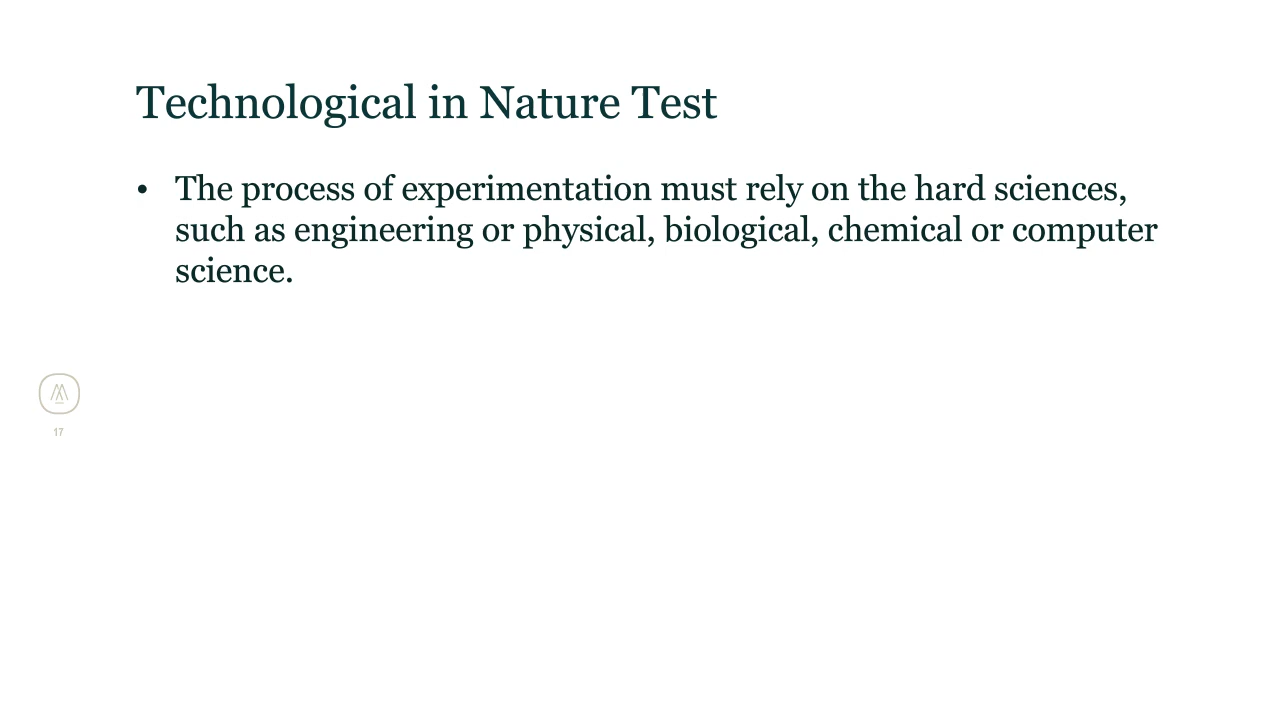 Technological in Nature Test
• The process of experimentation must rely on the hard sciences,
such as engineering or physical, biological, chemical or computer
science.
17